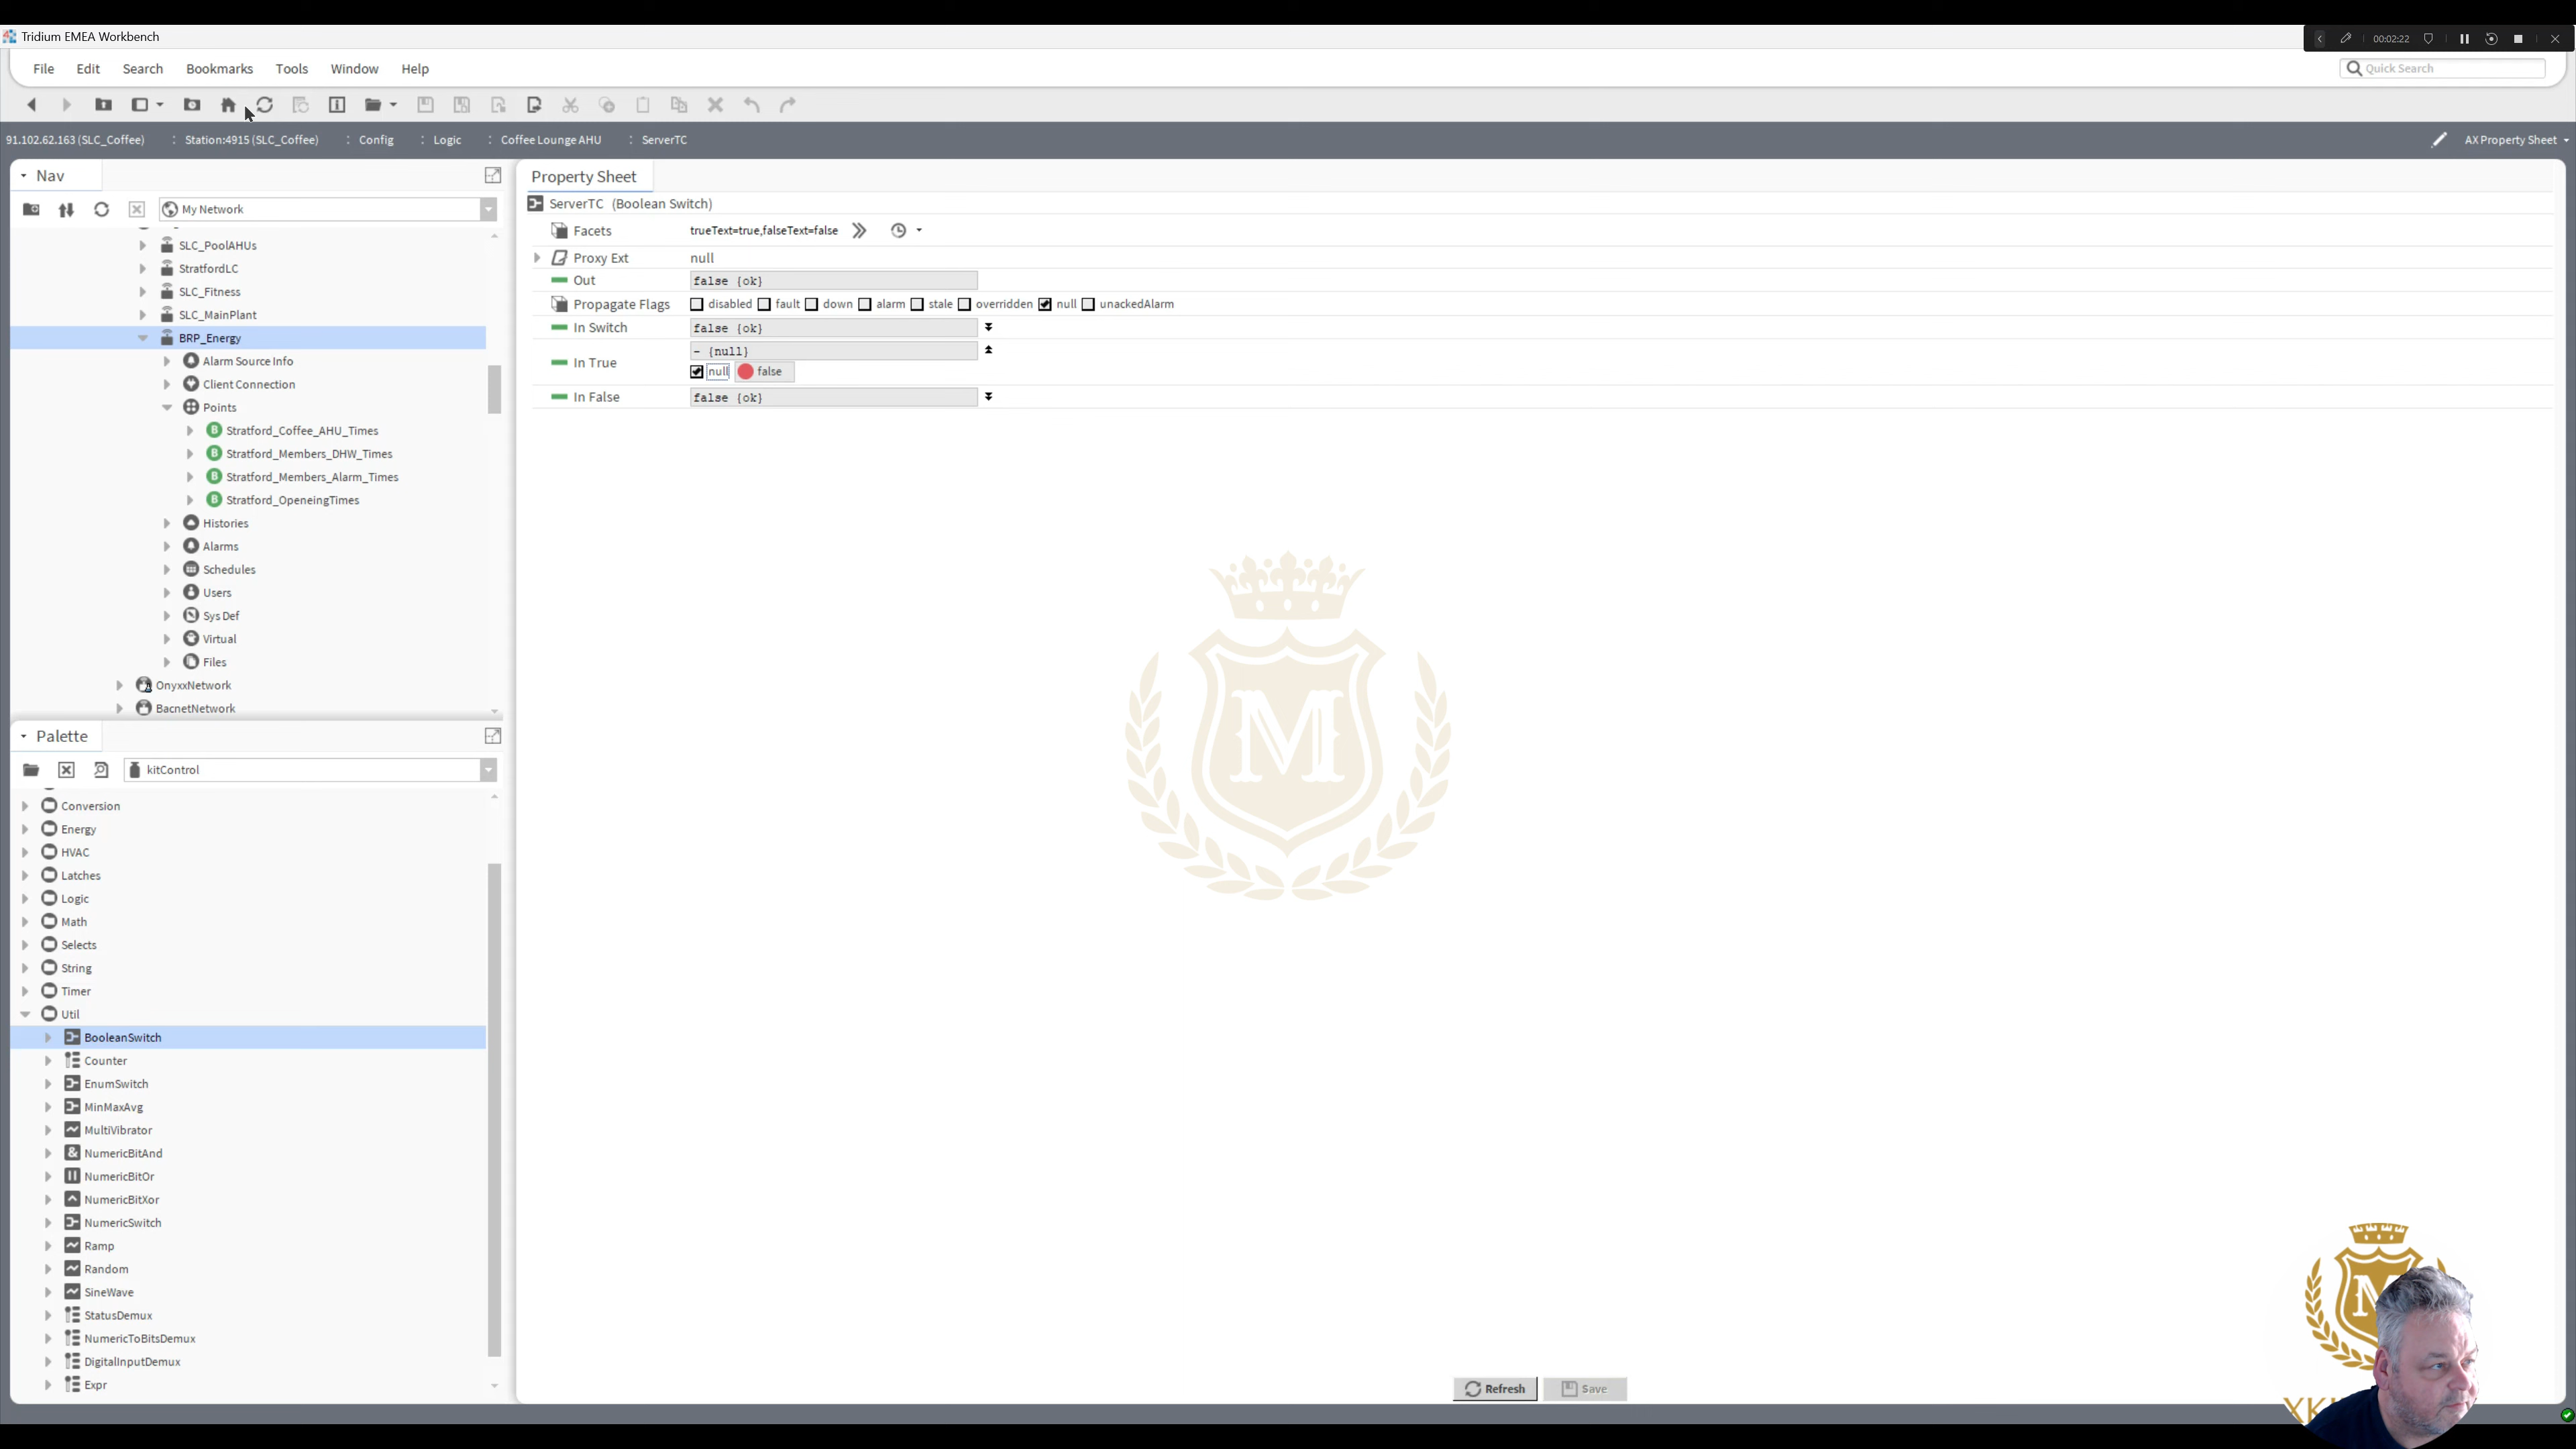 Tridium EMEA Workbench
00:02:22
File Edit Search Bookmarks Tools Window Help
Quick Search
91.102.62.163 (SLC_Coffee) : Station:4915 (SLC_Coffee) : Config : Logic : Coffee Lounge AHU : ServerTC
AX Property Sheet
Nav
My Network
SLC_PoolAHUs
StratfordLC
SLC_Fitness
SLC_MainPlant
BRP_Energy
Alarm Source Info
Client Connection
Points
Stratford_Coffee_AHU_Times
Stratford_Members_DHW_Times
Stratford_Members_Alarm_Times
Stratford_OpeneingTimes
Histories
Alarms
Schedules
Users
Sys Def
Virtual
Files
OnyxxNetwork
BacnetNetwork
Palette
kitControl
Conversion
Energy
HVAC
Latches
Logic
Math
Selects
String
Timer
Util
BooleanSwitch
Counter
EnumSwitch
MinMaxAvg
MultiVibrator
NumericBitAnd
NumericBitOr
NumericBitXor
NumericSwitch
Ramp
Random
SineWave
StatusDemux
NumericToBitsDemux
DigitalInputDemux
Expr
Property Sheet
ServerTC (Boolean Switch)
Facets trueText=true,falseText=false
Proxy Ext null
Out false {ok}
Propagate Flags disabled fault down alarm stale overridden null unackedAlarm
In Switch false {ok}
In True - {null}
null false
In False false {ok}
M
Refresh Save